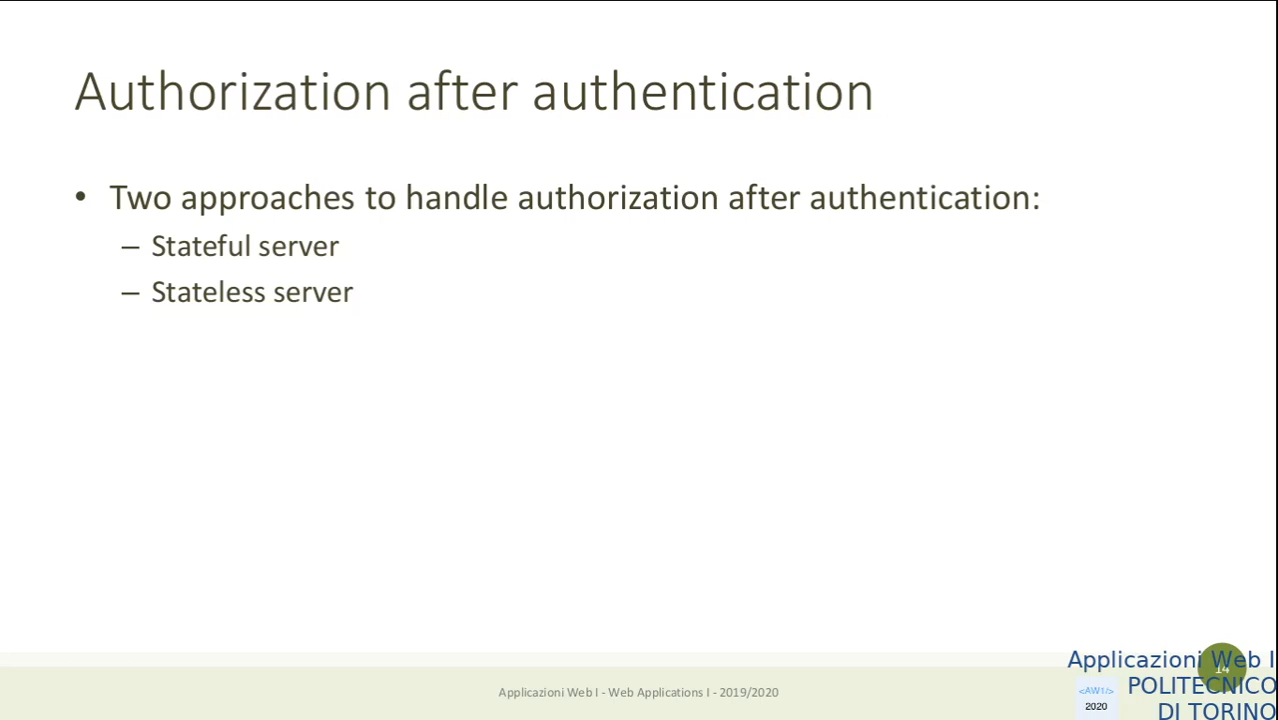 Authorization after authentication
• Two approaches to handle authorization after authentication:
– Stateful server
– Stateless server
Applicazioni Web I - Web Applications I - 2019/2020
14
Applicazioni Web I
POLITECNICO
DI TORINO
<AW1/>
2020